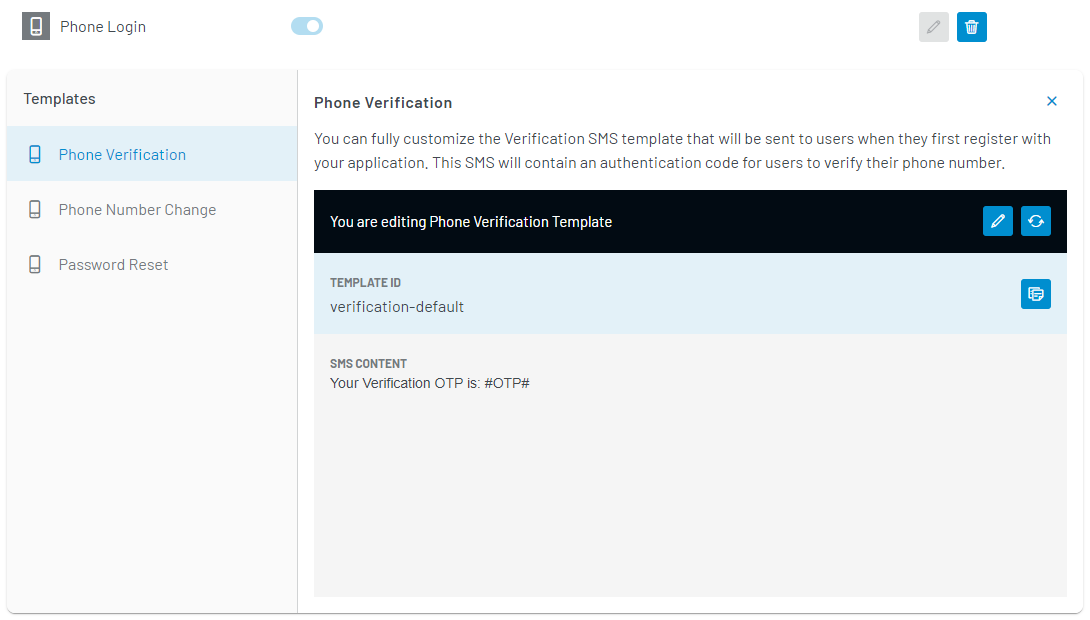 Phone Login
Templates
Phone Verification
Phone Number Change
Password Reset
Phone Verification
You can fully customize the Verification SMS template that will be sent to users when they first register with
your application. This SMS will contain an authentication code for users to verify their phone number.
You are editing Phone Verification Template
TEMPLATE ID
verification-default
SMS CONTENT
Your Verification OTP is: #OTP#